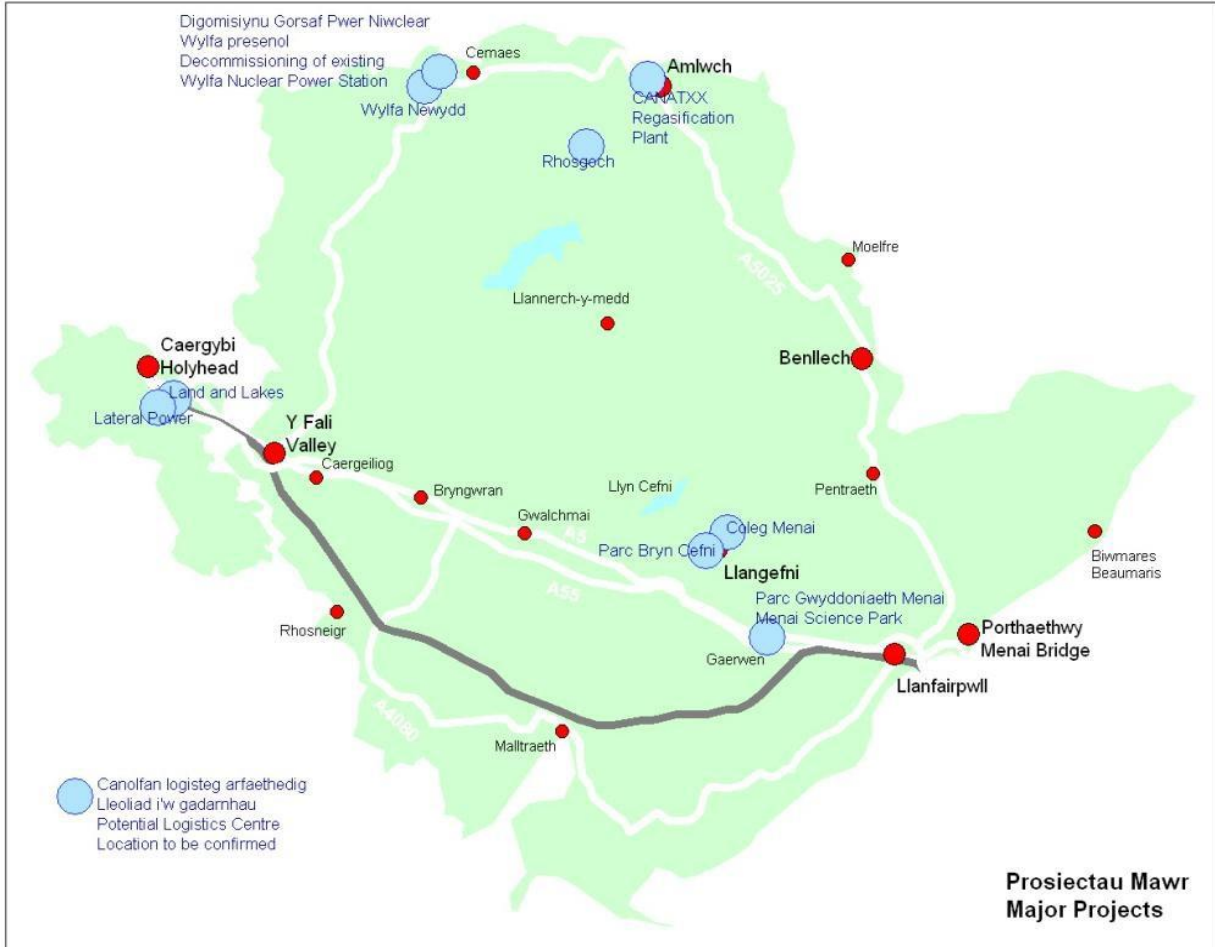 Digomisiynu Gorsaf Pwer Niwclear
Wylfa presenol
Decommissioning of existing
Wylfa Nuclear Power Station
Cemaes
Wylfa Newydd
Amlwch
CANATXX
Regasification
Plant
Rhosgoch
Moelfre
A5025
Llannerch-y-medd
Benllech
Caergybi
Holyhead
Land and Lakes
Lateral Power
Y Fali
Valley
Caergeiliog
Bryngwran
Llyn Cefni
Pentraeth
Gwalchmai
A5
Coleg Menai
Parc Bryn Cefni
Llangefni
Biwmares
Beaumaris
A55
Parc Gwyddoniaeth Menai
Menai Science Park
Rhosneigr
Gaerwen
Porthaethwy
Menai Bridge
Llanfairpwll
A4080
Malltraeth
Canolfan logisteg arfaethedig
Lleoliad i'w gadarnhau
Potential Logistics Centre
Location to be confirmed
Prosiectau Mawr
Major Projects